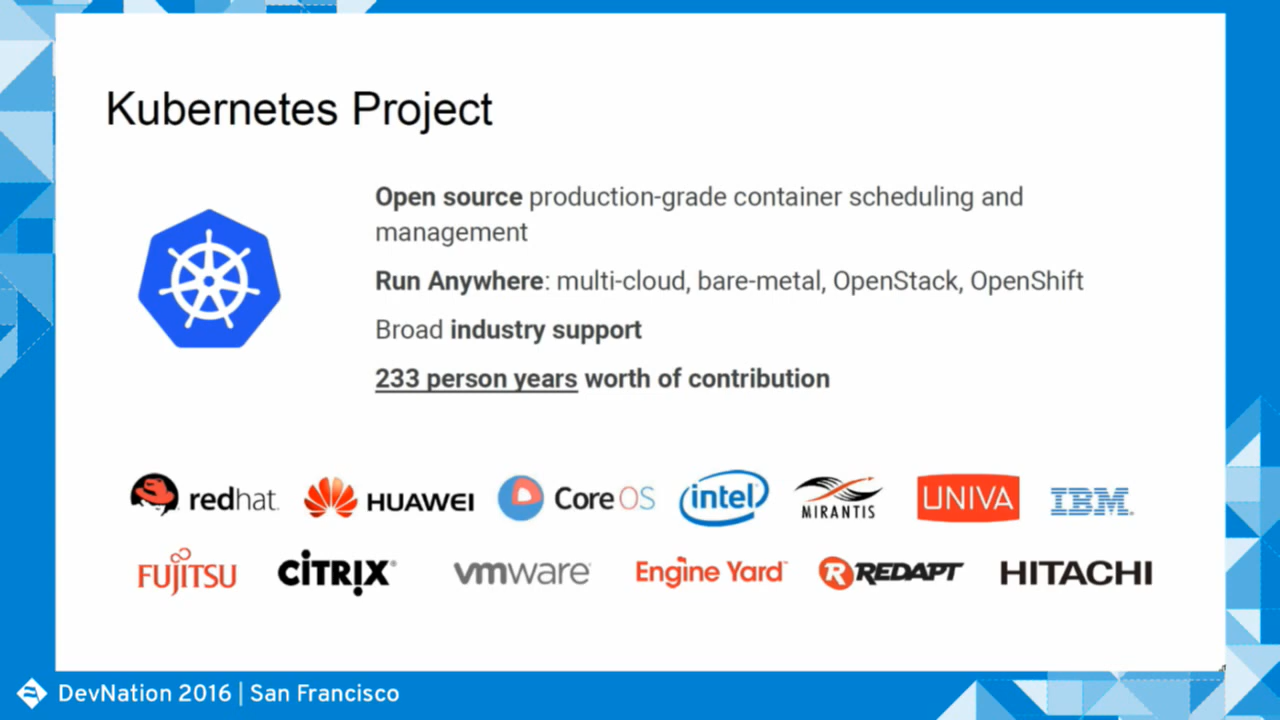 Kubernetes Project
Open source production-grade container scheduling and
management
Run Anywhere: multi-cloud, bare-metal, OpenStack, OpenShift
Broad industry support
233 person years worth of contribution
redhat. HUAWEI CoreOS intel MIRANTIS UNIVA IBM
FUJITSU CiTRIX vmware Engine Yard REDAPT HITACHI
DevNation 2016 | San Francisco